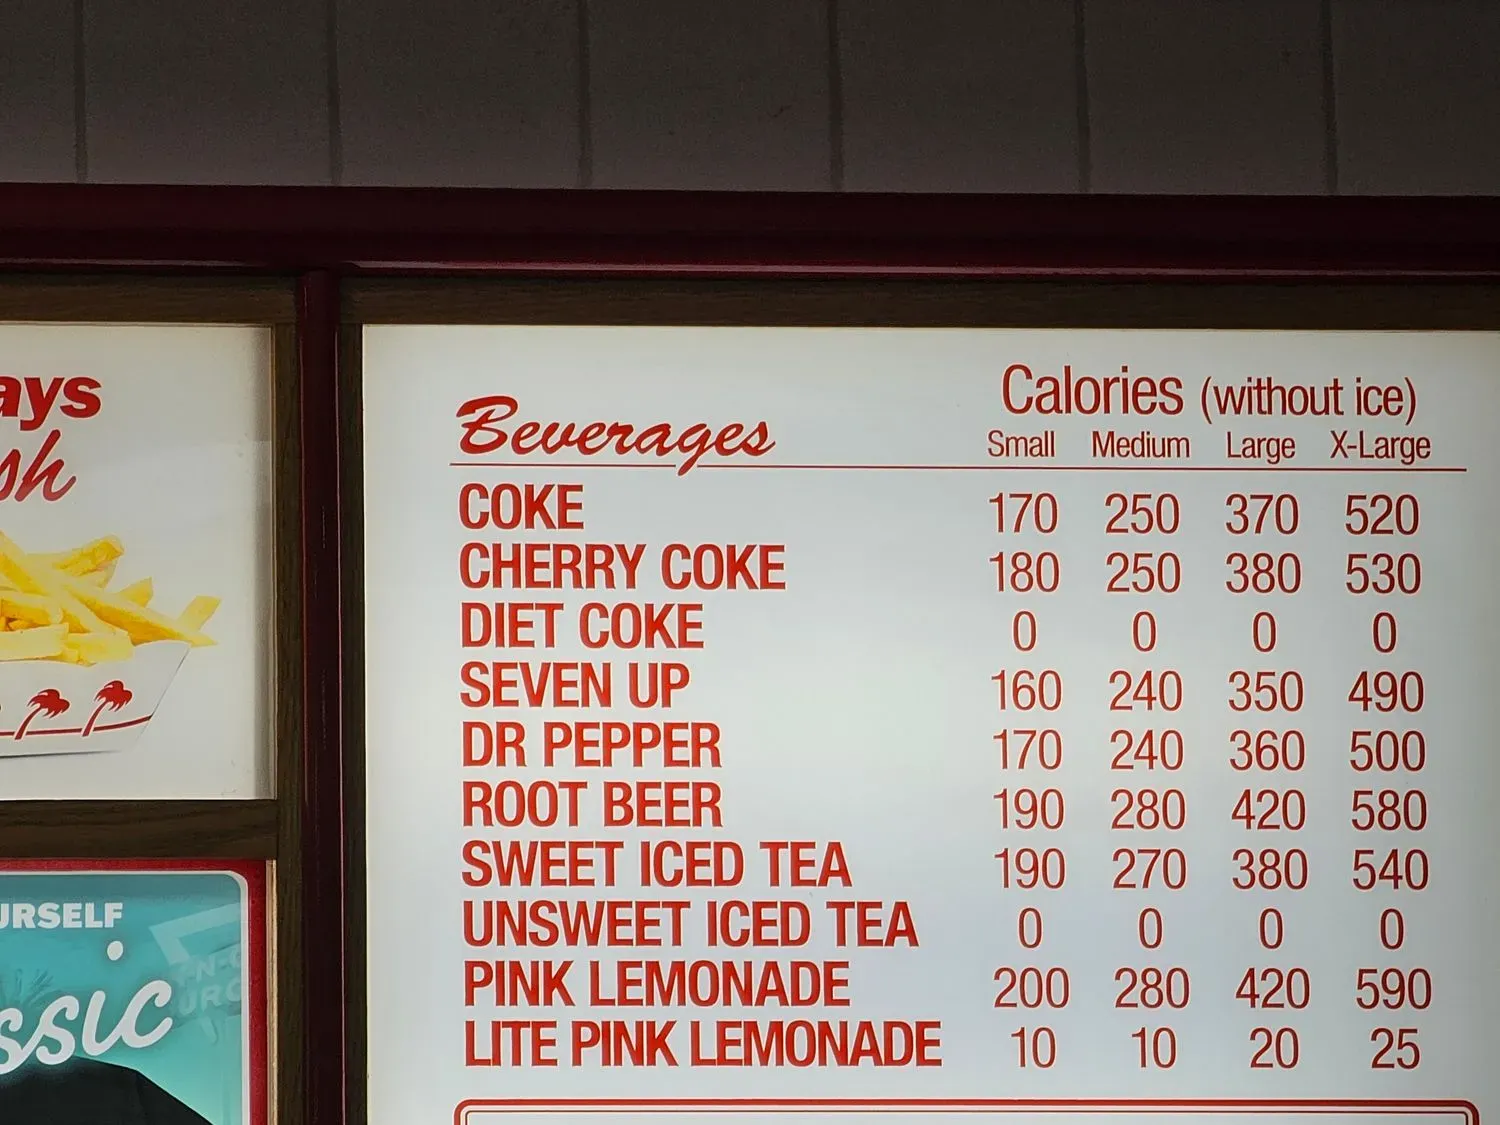 ays
sh
URSELF
ssic
Beverages
Calories (without ice)
Small Medium Large X-Large
COKE 170 250 370 520
CHERRY COKE 180 250 380 530
DIET COKE 0 0 0 0
SEVEN UP 160 240 350 490
DR PEPPER 170 240 360 500
ROOT BEER 190 280 420 580
SWEET ICED TEA 190 270 380 540
UNSWEET ICED TEA 0 0 0 0
PINK LEMONADE 200 280 420 590
LITE PINK LEMONADE 10 10 20 25